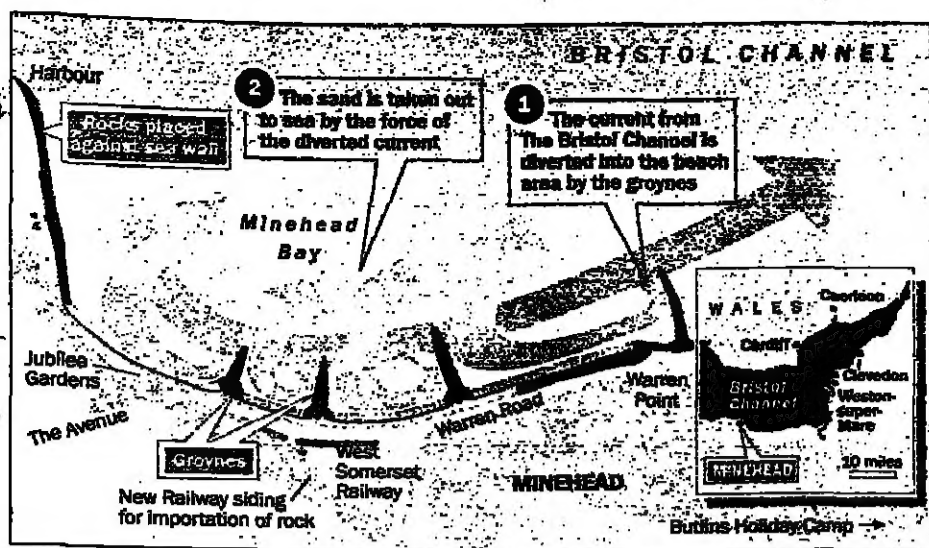 BRISTOL CHANNEL
Harbour
Rocks placed
against sea wall
2
The sand is taken out
to sea by the force of
the diverted current
1
The current from
The Bristol Channel is
diverted into the beach
area by the groynes
Minehead
Bay
Jubilee
Gardens
The Avenue
Groynes
New Railway siding
for importation of rock
West
Somerset
Railway
Warren Road
Warren
Point
MINEHEAD
WALES
Caerleon
Cardiff
Clevedon
Weston-
super-
Mare
Bristol
Channel
MINEHEAD
10 miles
Butlins Holiday Camp →